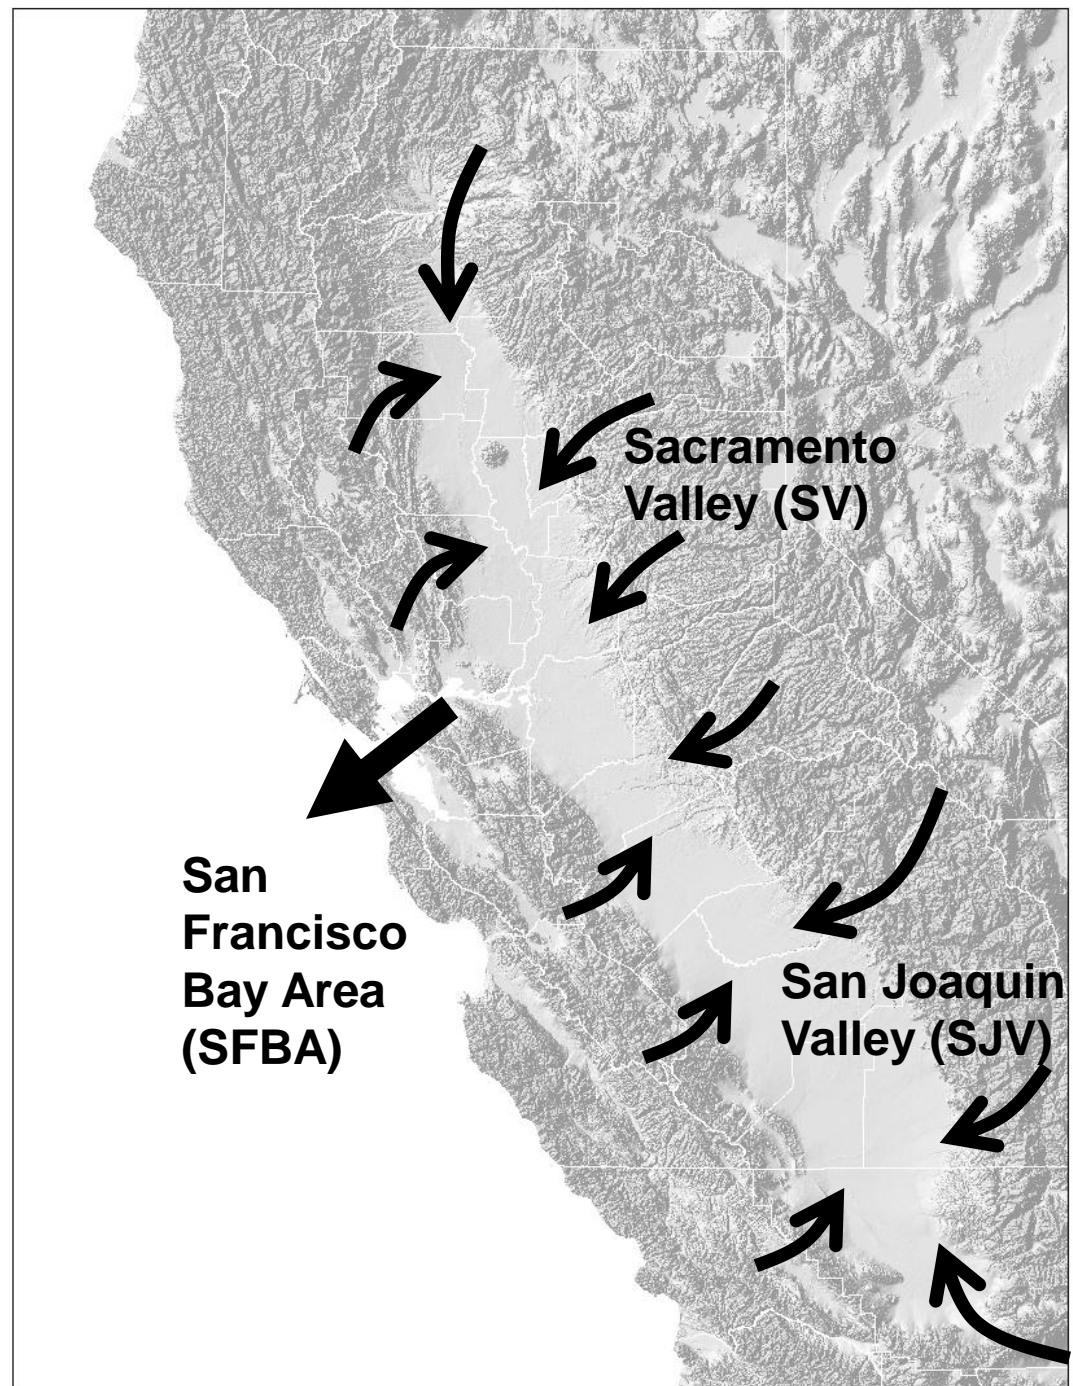 Sacramento
Valley (SV)
San
Francisco
Bay Area
(SFBA)
San Joaquin
Valley (SJV)